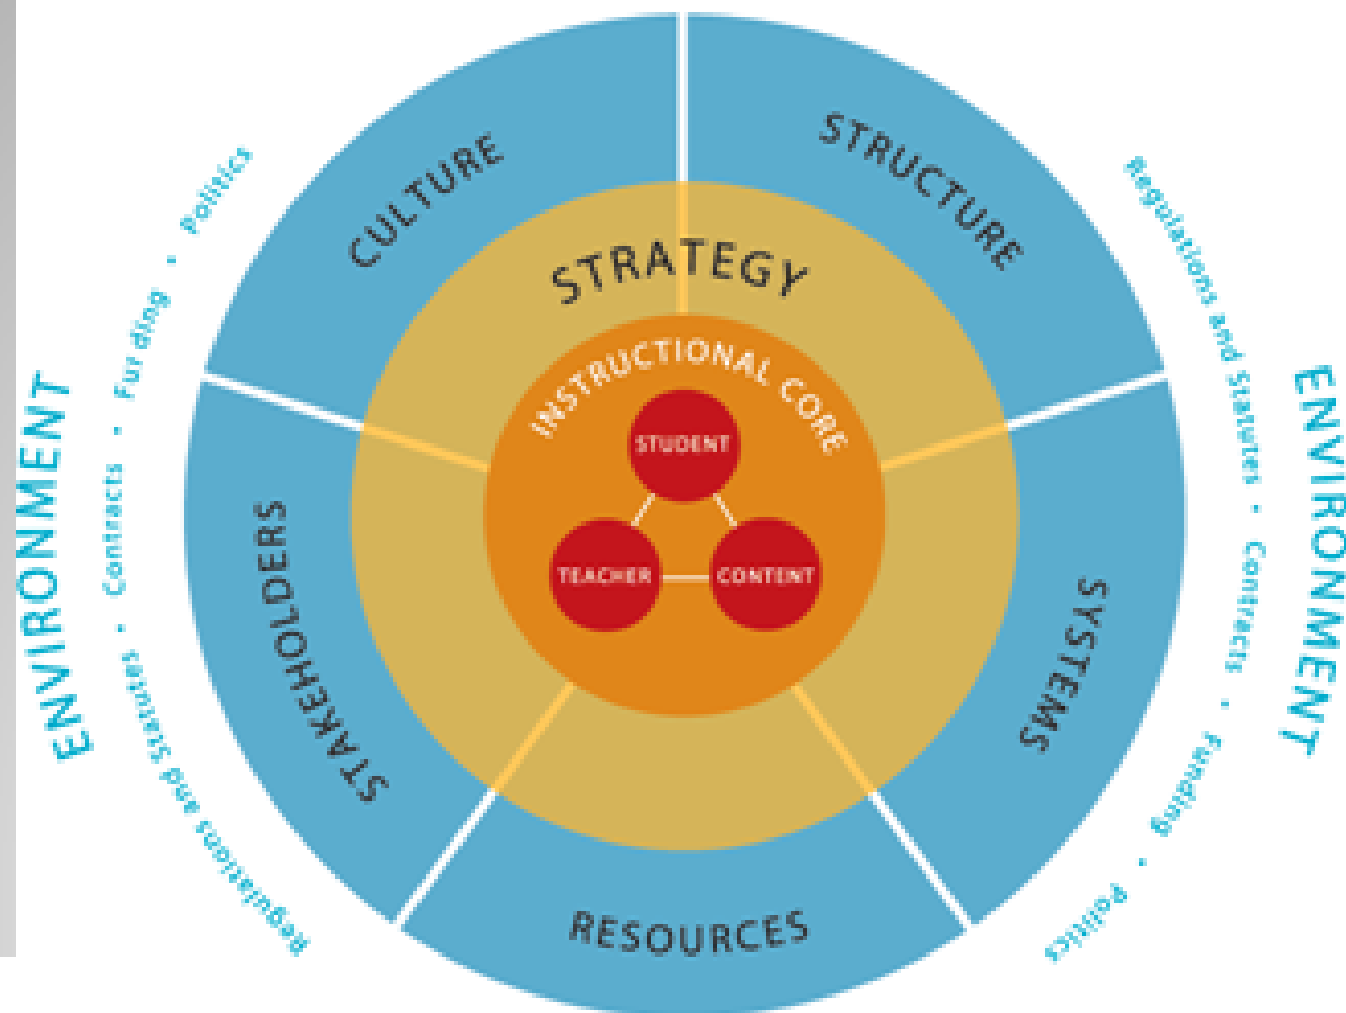 CULTURE
STRUCTURE
STRATEGY
INSTRUCTIONAL CORE
STUDENT
TEACHER
CONTENT
STAKEHOLDERS
SYSTEMS
RESOURCES
ENVIRONMENT
Regulations and Statutes • Contracts • Funding • Politics
ENVIRONMENT
Regulations and Statutes • Contracts • Funding • Politics